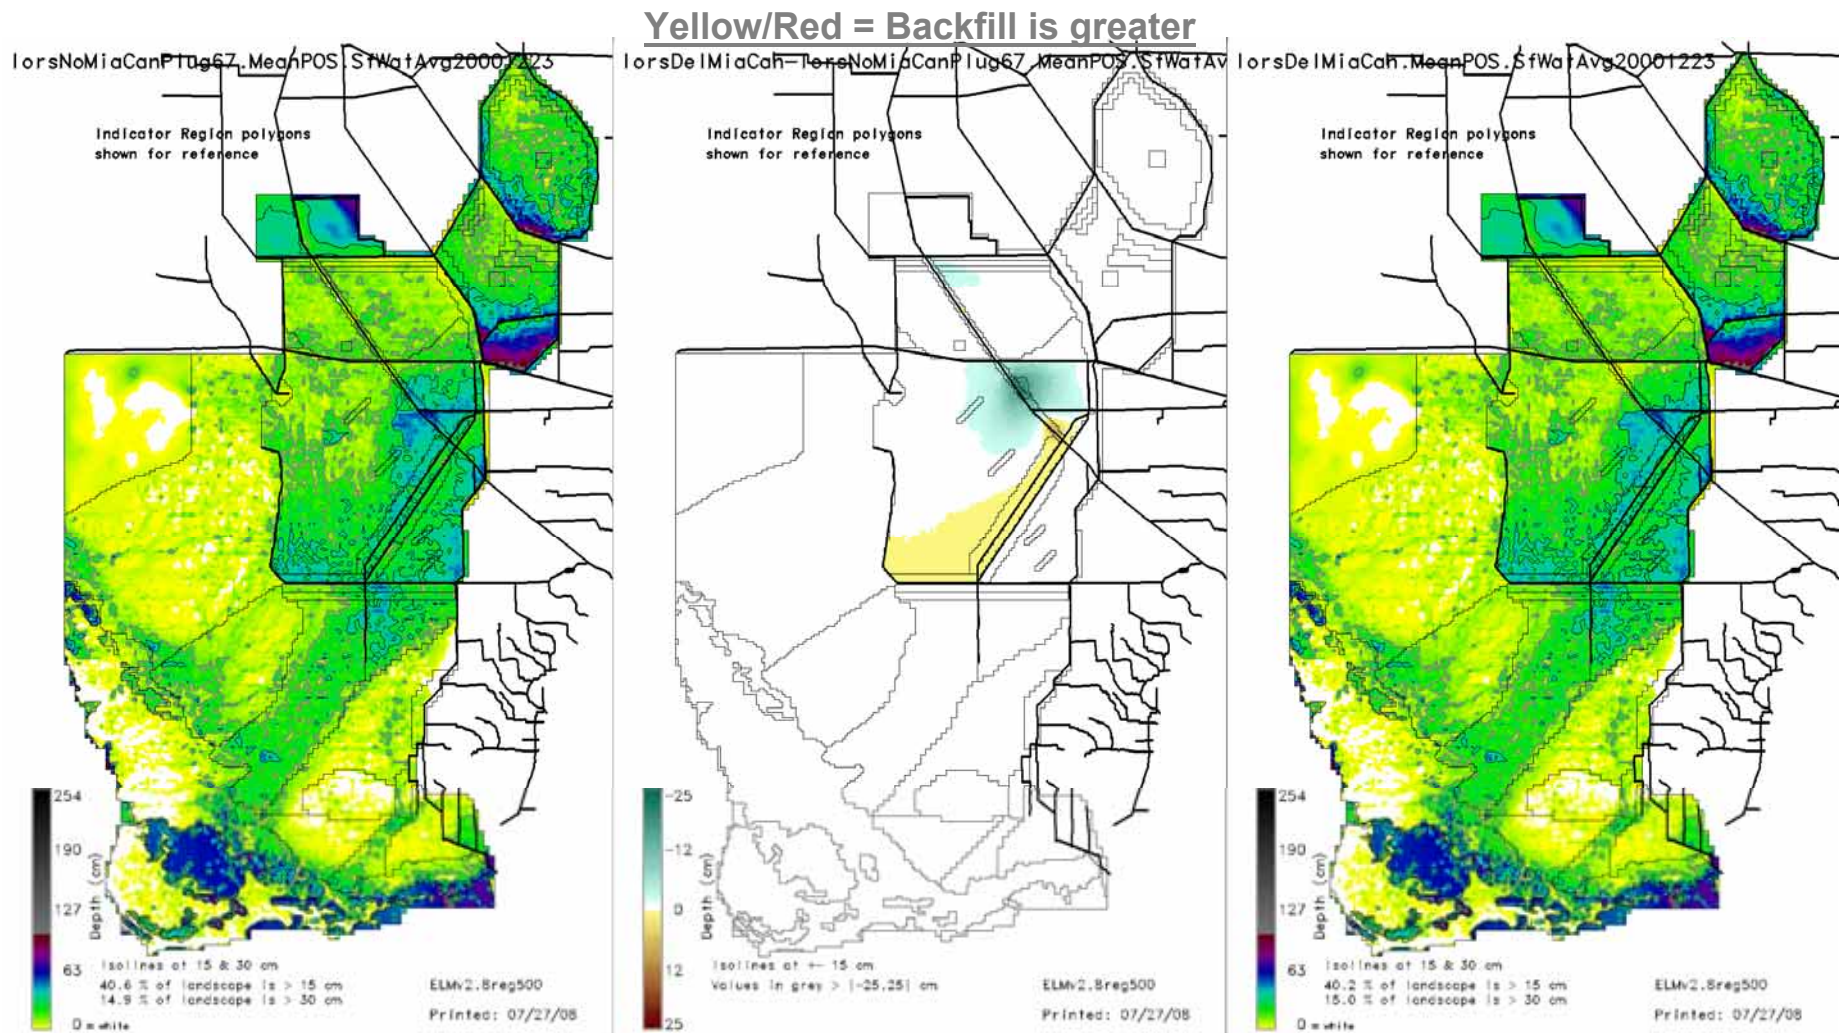 Yellow/Red = Backfill is greater
IorsNoMiaCanPlug67.MeanPOS.SfWatAvg20001223
IorsDelMiaCan-IorsNoMiaCanPlug67.MeanPOS.SfWatAv
IorsDelMiaCan.MeanPOS.SfWatAvg20001223
Indicator Region polygons
shown for reference
Indicator Region polygons
shown for reference
Indicator Region polygons
shown for reference
254
190
127
63
0 = white
Depth (cm)
Isolines at 15 & 30 cm
40.6 % of landscape is > 15 cm
14.9 % of landscape is > 30 cm
ELMv2.8reg500
Printed: 07/27/08
-25
-12
0
12
25
Depth (cm)
Isolines at +- 15 cm
Values in grey > |-25,25| cm
ELMv2.8reg500
Printed: 07/27/08
254
190
127
63
0 = white
Depth (cm)
Isolines at 15 & 30 cm
40.2 % of landscape is > 15 cm
15.0 % of landscape is > 30 cm
ELMv2.8reg500
Printed: 07/27/08